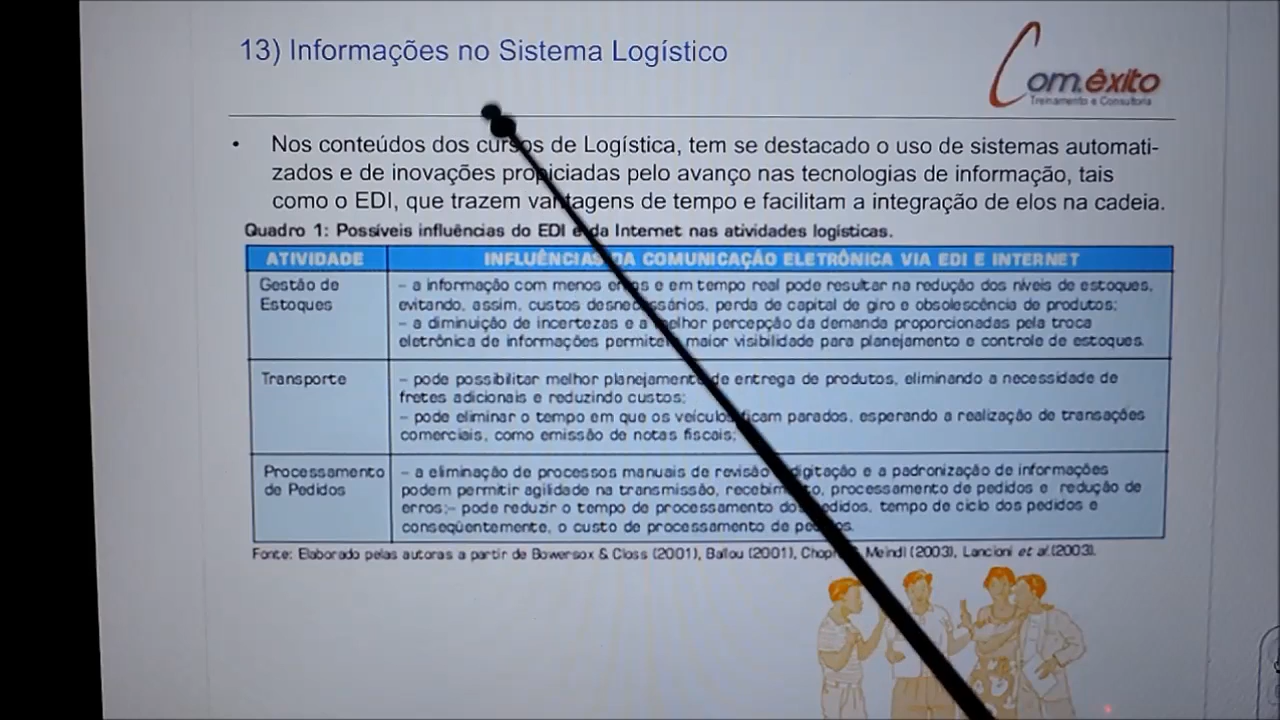 13) Informações no Sistema Logístico
Com.êxito
Treinamento e Consultoria
• Nos conteúdos dos cursos de Logística, tem se destacado o uso de sistemas automati-
zados e de inovações propiciadas pelo avanço nas tecnologias de informação, tais
como o EDI, que trazem vantagens de tempo e facilitam a integração de elos na cadeia.
Quadro 1: Possíveis influências do EDI e da Internet nas atividades logísticas.
ATIVIDADE INFLUÊNCIAS DA COMUNICAÇÃO ELETRÔNICA VIA EDI E INTERNET
Gestão de Estoques
– a informação com menos erros e em tempo real pode resultar na redução dos níveis de estoques,
evitando, assim, custos desnecessários, perda de capital de giro e obsolescência de produtos;
– a diminuição de incertezas e a melhor percepção da demanda proporcionadas pela troca
eletrônica de informações permitem maior visibilidade para planejamento e controle de estoques.
Transporte
– pode possibilitar melhor planejamento de entrega de produtos, eliminando a necessidade de
fretes adicionais e reduzindo custos;
– pode eliminar o tempo em que os veículos ficam parados, esperando a realização de transações
comerciais, como emissão de notas fiscais;
Processamento de Pedidos
– a eliminação de processos manuais de revisão, digitação e a padronização de informações
podem permitir agilidade na transmissão, recebimento, processamento de pedidos e redução de
erros;– pode reduzir o tempo de processamento dos pedidos, tempo de ciclo dos pedidos e
conseqüentemente, o custo de processamento de pedidos.
Fonte: Elaborado pelas autoras a partir de Bowersox & Closs (2001), Ballou (2001), Chopra & Meindl (2003), Lancioni et al.(2003).